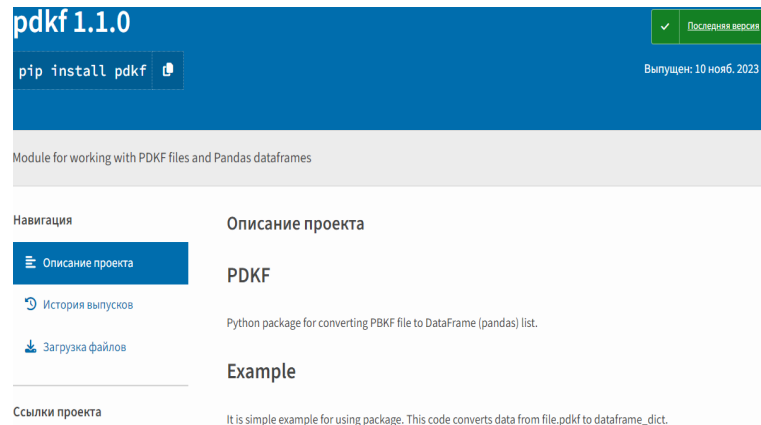 pdkf 1.1.0
Последняя версия
pip install pdkf
Выпущен: 10 нояб. 2023
Module for working with PDKF files and Pandas dataframes
Навигация
Описание проекта
История выпусков
Загрузка файлов
Ссылки проекта
Описание проекта
PDKF
Python package for converting PBKF file to DataFrame (pandas) list.
Example
It is simple example for using package. This code converts data from file.pdkf to dataframe_dict.